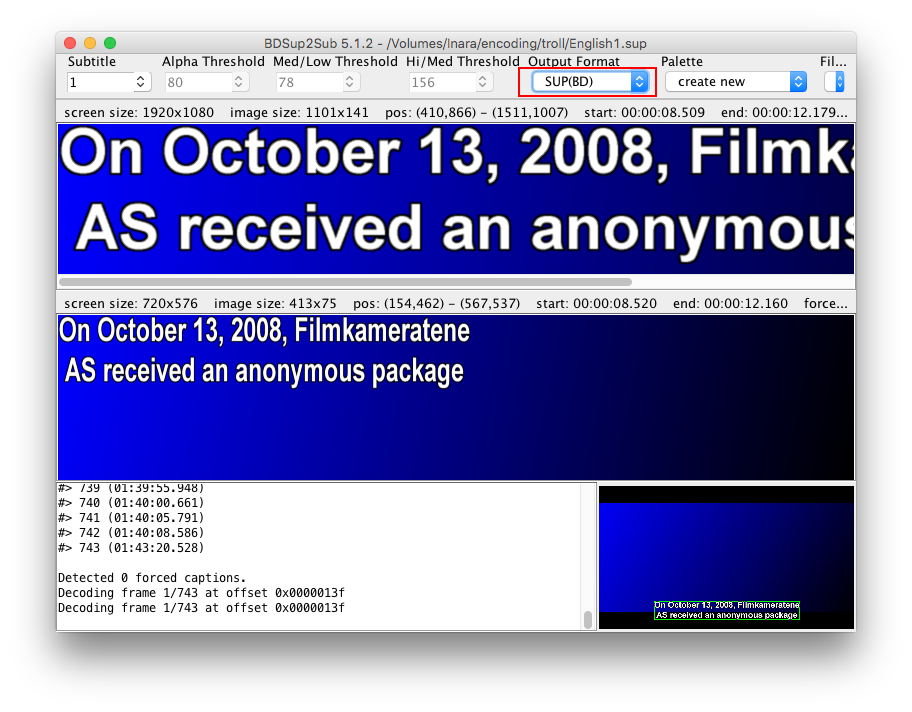 BDSup2Sub 5.1.2 - /Volumes/Inara/encoding/troll/English1.sup
Subtitle Alpha Threshold Med/Low Threshold Hi/Med Threshold Output Format Palette Fil...
1 80 78 156 SUP(BD) create new
screen size: 1920x1080 image size: 1101x141 pos: (410,866) - (1511,1007) start: 00:00:08.509 end: 00:00:12.179...
On October 13, 2008, Filmka
AS received an anonymous
screen size: 720x576 image size: 413x75 pos: (154,462) - (567,537) start: 00:00:08.520 end: 00:00:12.160 force...
On October 13, 2008, Filmkameratene
AS received an anonymous package
#> 739 (01:39:55.948)
#> 740 (01:40:00.661)
#> 741 (01:40:05.791)
#> 742 (01:40:08.586)
#> 743 (01:43:20.528)
Detected 0 forced captions.
Decoding frame 1/743 at offset 0x0000013f
Decoding frame 1/743 at offset 0x0000013f
On October 13, 2008, Filmkameratene
AS received an anonymous package